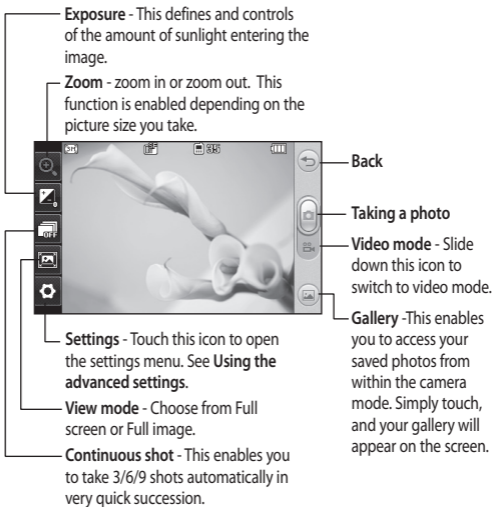 Exposure - This defines and controls
of the amount of sunlight entering the
image.
Zoom - zoom in or zoom out. This
function is enabled depending on the
picture size you take.
Back
Taking a photo
Video mode - Slide
down this icon to
switch to video mode.
Gallery -This enables
you to access your
saved photos from
within the camera
mode. Simply touch,
and your gallery will
appear on the screen.
Settings - Touch this icon to open
the settings menu. See Using the
advanced settings.
View mode - Choose from Full
screen or Full image.
Continuous shot - This enables you
to take 3/6/9 shots automatically in
very quick succession.
3M
OFF